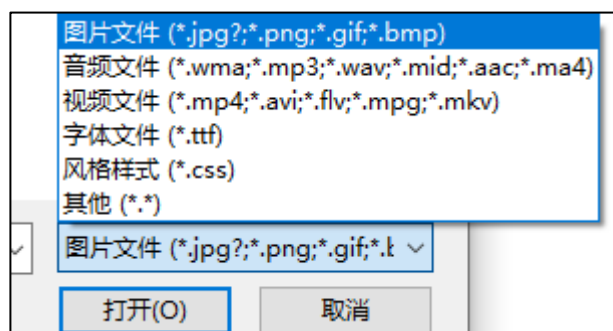 图片文件 (*.jpg?;*.png;*.gif;*.bmp)
音频文件 (*.wma;*.mp3;*.wav;*.mid;*.aac;*.ma4)
视频文件 (*.mp4;*.avi;*.flv;*.mpg;*.mkv)
字体文件 (*.ttf)
风格样式 (*.css)
其他 (*.*)
图片文件 (*.jpg?;*.png;*.gif;*.t
打开(O) 取消